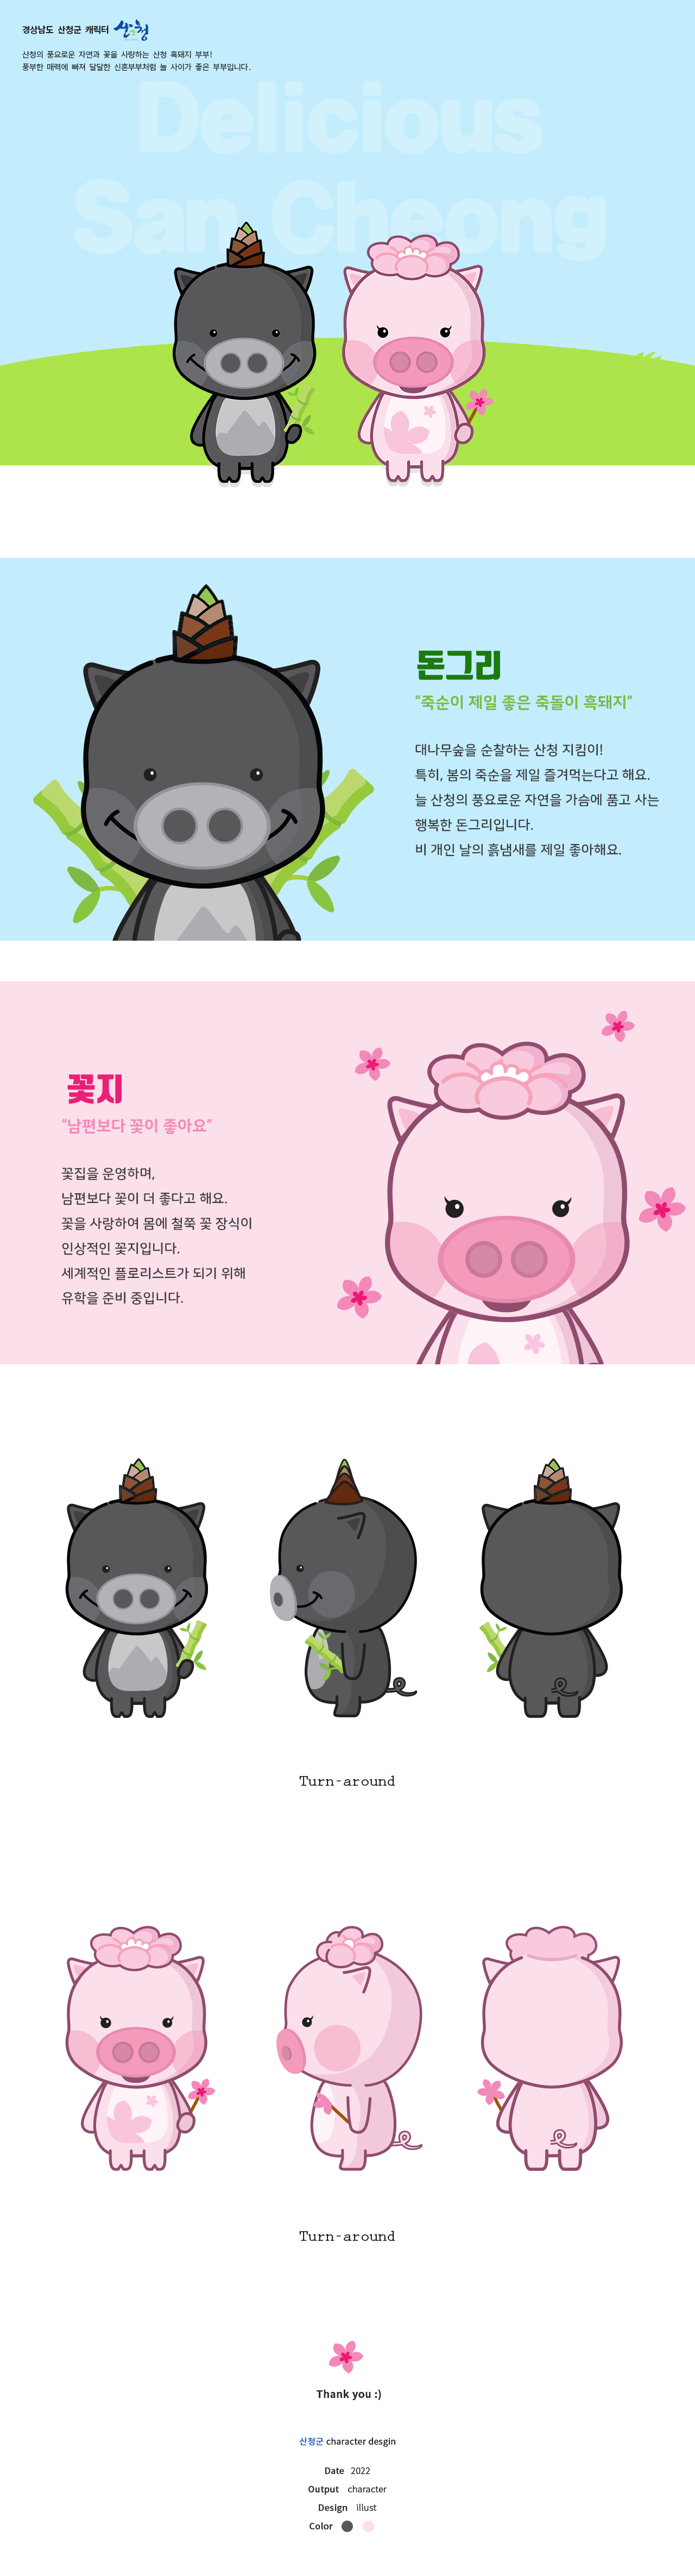 경상남도 산청군 캐릭터 산청
산청의 풍요로운 자연과 꽃을 사랑하는 산청 흑돼지 부부!
풍부한 매력에 빠져 달달한 신혼부부처럼 늘 사이가 좋은 부부입니다.
Delicious
San Cheong
돈그리
“죽순이 제일 좋은 죽돌이 흑돼지”
대나무숲을 순찰하는 산청 지킴이!
특히, 봄의 죽순을 제일 즐겨먹는다고 해요.
늘 산청의 풍요로운 자연을 가슴에 품고 사는
행복한 돈그리입니다.
비 개인 날의 흙냄새를 제일 좋아해요.
꽃지
“남편보다 꽃이 좋아요”
꽃집을 운영하며,
남편보다 꽃이 더 좋다고 해요.
꽃을 사랑하여 몸에 철쭉 꽃 장식이
인상적인 꽃지입니다.
세계적인 플로리스트가 되기 위해
유학을 준비 중입니다.
Turn-around
Turn-around
Thank you :)
산청군 character desgin
Date 2022
Output character
Design illust
Color